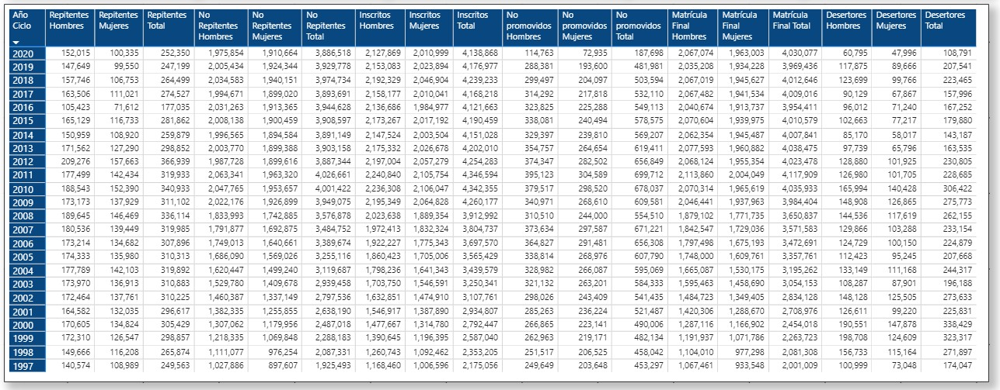 Año Ciclo Repitentes Hombres Repitentes Mujeres Repitentes Total No Repitentes Hombres No Repitentes Mujeres No Repitentes Total Inscritos Hombres Inscritos Mujeres Inscritos Total No promovidos Hombres No promovidos Mujeres No promovidos Total Matrícula Final Hombres Matrícula Final Mujeres Matrícula Final Total Desertores Hombres Desertores Mujeres Desertores Total
2020 152,015 100,335 252,350 1,975,854 1,910,664 3,886,518 2,127,869 2,010,999 4,138,868 114,763 72,935 187,698 2,067,074 1,963,003 4,030,077 60,795 47,996 108,791
2019 147,649 99,550 247,199 2,005,434 1,924,344 3,929,778 2,153,083 2,023,894 4,176,977 288,381 193,600 481,981 2,035,208 1,934,228 3,969,436 117,875 89,666 207,541
2018 157,746 106,753 264,499 2,034,583 1,940,151 3,974,734 2,192,329 2,046,904 4,239,233 299,497 204,097 503,594 2,067,019 1,945,627 4,012,646 123,699 99,766 223,465
2017 163,506 111,021 274,527 1,994,671 1,899,020 3,893,691 2,158,177 2,010,041 4,168,218 314,292 217,818 532,110 2,067,482 1,941,534 4,009,016 90,129 67,867 157,996
2016 105,423 71,612 177,035 2,031,263 1,913,365 3,944,628 2,136,686 1,984,977 4,121,663 323,825 225,288 549,113 2,040,674 1,913,737 3,954,411 96,012 71,240 167,252
2015 165,129 116,733 281,862 2,008,138 1,900,459 3,908,597 2,173,267 2,017,192 4,190,459 338,081 240,494 578,575 2,070,604 1,939,975 4,010,579 102,663 77,217 179,880
2014 150,959 108,920 259,879 1,996,565 1,894,584 3,891,149 2,147,524 2,003,504 4,151,028 329,397 239,810 569,207 2,062,354 1,945,487 4,007,841 85,170 58,017 143,187
2013 171,562 127,290 298,852 2,003,770 1,899,388 3,903,158 2,175,332 2,026,678 4,202,010 354,757 264,654 619,411 2,077,593 1,960,882 4,038,475 97,739 65,796 163,535
2012 209,276 157,663 366,939 1,987,728 1,899,616 3,887,344 2,197,004 2,057,279 4,254,283 374,347 282,502 656,849 2,068,124 1,955,354 4,023,478 128,880 101,925 230,805
2011 177,499 142,434 319,933 2,063,341 1,963,320 4,026,661 2,240,840 2,105,754 4,346,594 395,123 304,589 699,712 2,113,860 2,004,049 4,117,909 126,980 101,705 228,685
2010 188,543 152,390 340,933 2,047,765 1,953,657 4,001,422 2,236,308 2,106,047 4,342,355 379,517 298,520 678,037 2,070,314 1,965,619 4,035,933 165,994 140,428 306,422
2009 173,173 137,929 311,102 2,022,176 1,926,899 3,949,075 2,195,349 2,064,828 4,260,177 340,971 268,610 609,581 2,046,441 1,937,963 3,984,404 148,908 126,865 275,773
2008 189,645 146,469 336,114 1,833,993 1,742,885 3,576,878 2,023,638 1,889,354 3,912,992 310,510 244,000 554,510 1,879,102 1,771,735 3,650,837 144,536 117,619 262,155
2007 180,536 139,449 319,985 1,791,877 1,692,875 3,484,752 1,972,413 1,832,324 3,804,737 373,634 297,587 671,221 1,842,547 1,729,036 3,571,583 129,866 103,288 233,154
2006 173,214 134,682 307,896 1,749,013 1,640,661 3,389,674 1,922,227 1,775,343 3,697,570 364,827 291,481 656,308 1,797,498 1,675,193 3,472,691 124,729 100,150 224,879
2005 174,333 135,980 310,313 1,686,090 1,569,026 3,255,116 1,860,423 1,705,006 3,565,429 338,814 268,976 607,790 1,748,000 1,609,761 3,357,761 112,423 95,245 207,668
2004 177,789 142,103 319,892 1,620,447 1,499,240 3,119,687 1,798,236 1,641,343 3,439,579 328,982 266,087 595,069 1,665,087 1,530,175 3,195,262 133,149 111,168 244,317
2003 173,970 136,913 310,883 1,529,780 1,409,678 2,939,458 1,703,750 1,546,591 3,250,341 321,132 263,201 584,333 1,595,463 1,458,690 3,054,153 108,287 87,901 196,188
2002 172,464 137,761 310,225 1,460,387 1,337,149 2,797,536 1,632,851 1,474,910 3,107,761 298,026 243,409 541,435 1,484,723 1,349,405 2,834,128 148,128 125,505 273,633
2001 164,582 132,035 296,617 1,382,335 1,255,855 2,638,190 1,546,917 1,387,890 2,934,807 285,263 236,224 521,487 1,420,306 1,288,670 2,708,976 126,611 99,220 225,831
2000 170,605 134,824 305,429 1,307,062 1,179,956 2,487,018 1,477,667 1,314,780 2,792,447 266,865 223,141 490,006 1,287,116 1,166,902 2,454,018 190,551 147,878 338,429
1999 172,310 126,547 298,857 1,218,335 1,069,848 2,288,183 1,390,645 1,196,395 2,587,040 262,963 219,171 482,134 1,191,937 1,071,786 2,263,723 198,708 124,609 323,317
1998 149,666 116,208 265,874 1,111,077 976,254 2,087,331 1,260,743 1,092,462 2,353,205 251,517 206,525 458,042 1,104,010 977,298 2,081,308 156,733 115,164 271,897
1997 140,574 108,989 249,563 1,027,886 897,607 1,925,493 1,168,460 1,006,596 2,175,056 249,649 203,648 453,297 1,067,461 933,548 2,001,009 100,999 73,048 174,047